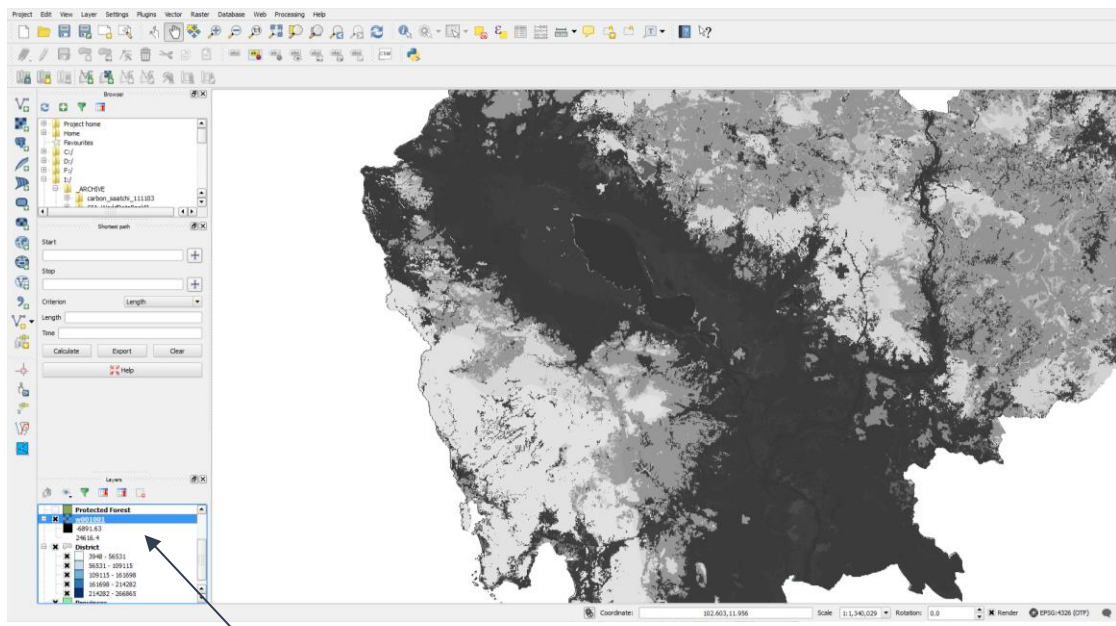 Project Edit View Layer Settings Plugins Vector Raster Database Web Processing Help
Browser
Project home
Home
Favourites
C:/
D:/
F:/
I:/
_ARCHIVE
carbon_saatchi_111103
Shortest path
Start
Stop
Criterion Length
Length
Time
Calculate Export Clear
Help
Layers
Protected Forest
w001001
-6891.63
24616.4
District
3948 - 56531
56531 - 109115
109115 - 161698
161698 - 214282
214282 - 266865
Coordinate: 102.603,11.956 Scale 1:1,340,029 Rotation: 0.0 Render EPSG:4326 (OTF)